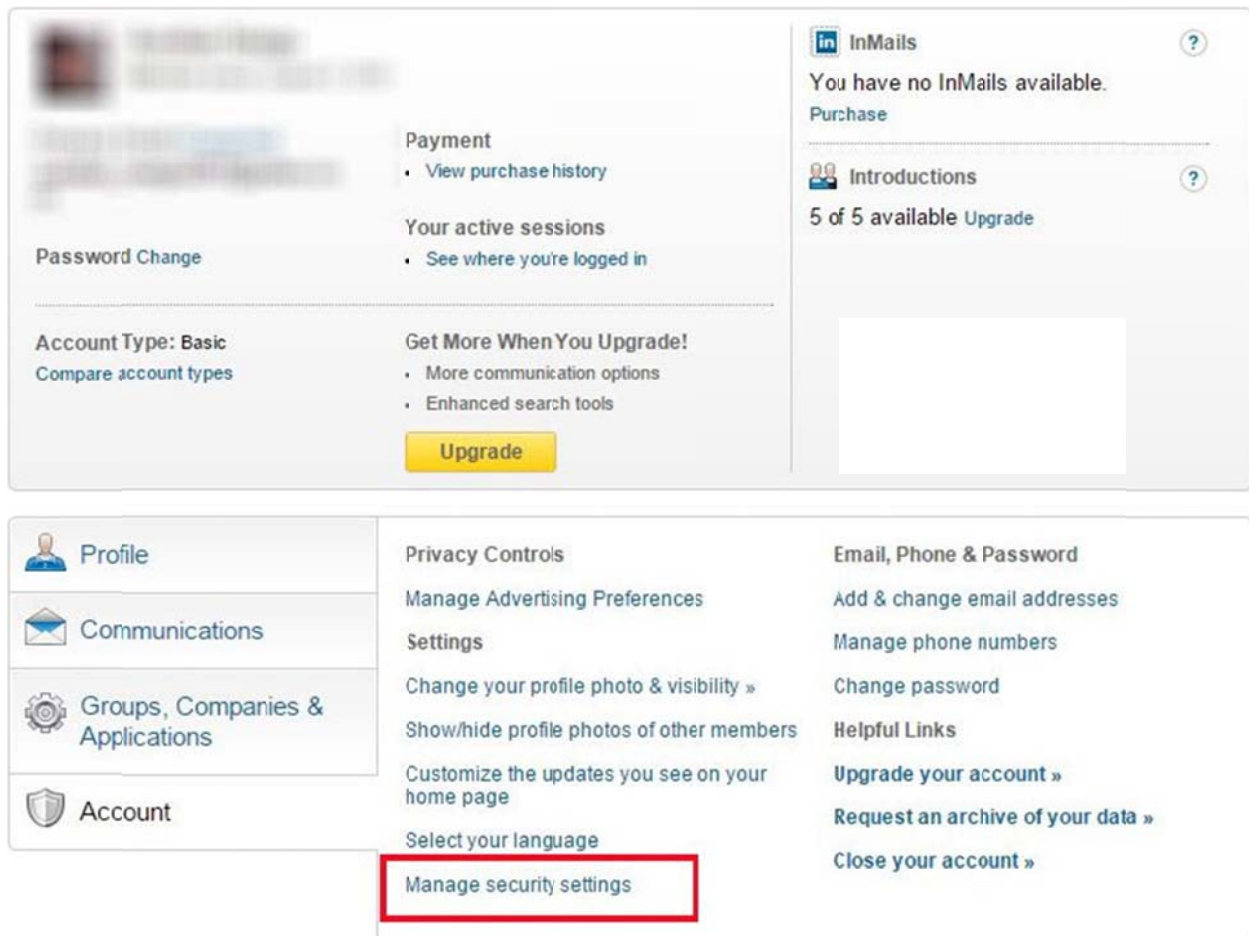 in InMails ?
You have no InMails available.
Purchase
Payment
• View purchase history
Introductions ?
5 of 5 available Upgrade
Your active sessions
• See where you're logged in
Password Change
Account Type: Basic
Compare account types
Get More When You Upgrade!
• More communication options
• Enhanced search tools
Upgrade
Profile
Communications
Groups, Companies &
Applications
Account
Privacy Controls
Manage Advertising Preferences
Settings
Change your profile photo & visibility »
Show/hide profile photos of other members
Customize the updates you see on your
home page
Select your language
Manage security settings
Email, Phone & Password
Add & change email addresses
Manage phone numbers
Change password
Helpful Links
Upgrade your account »
Request an archive of your data »
Close your account »